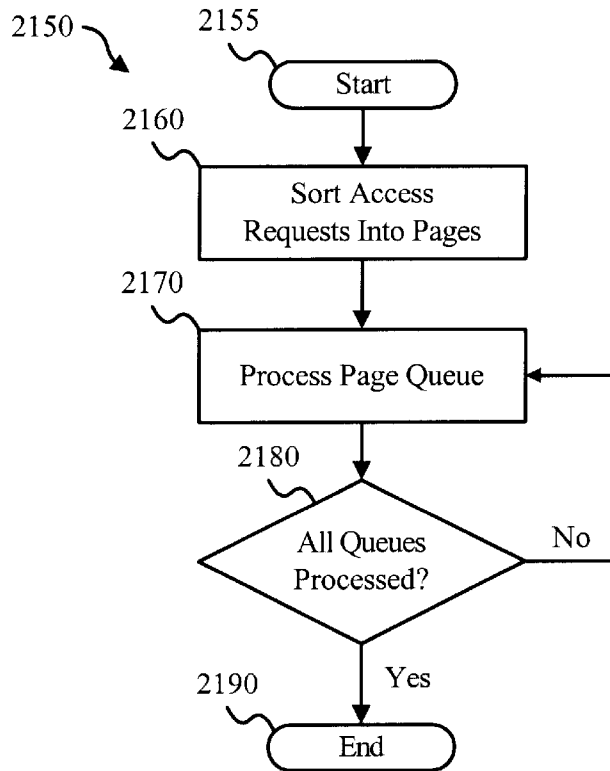 2150
2155
Start
2160
Sort Access
Requests Into Pages
2170
Process Page Queue
2180
All Queues
Processed?
No
Yes
2190
End